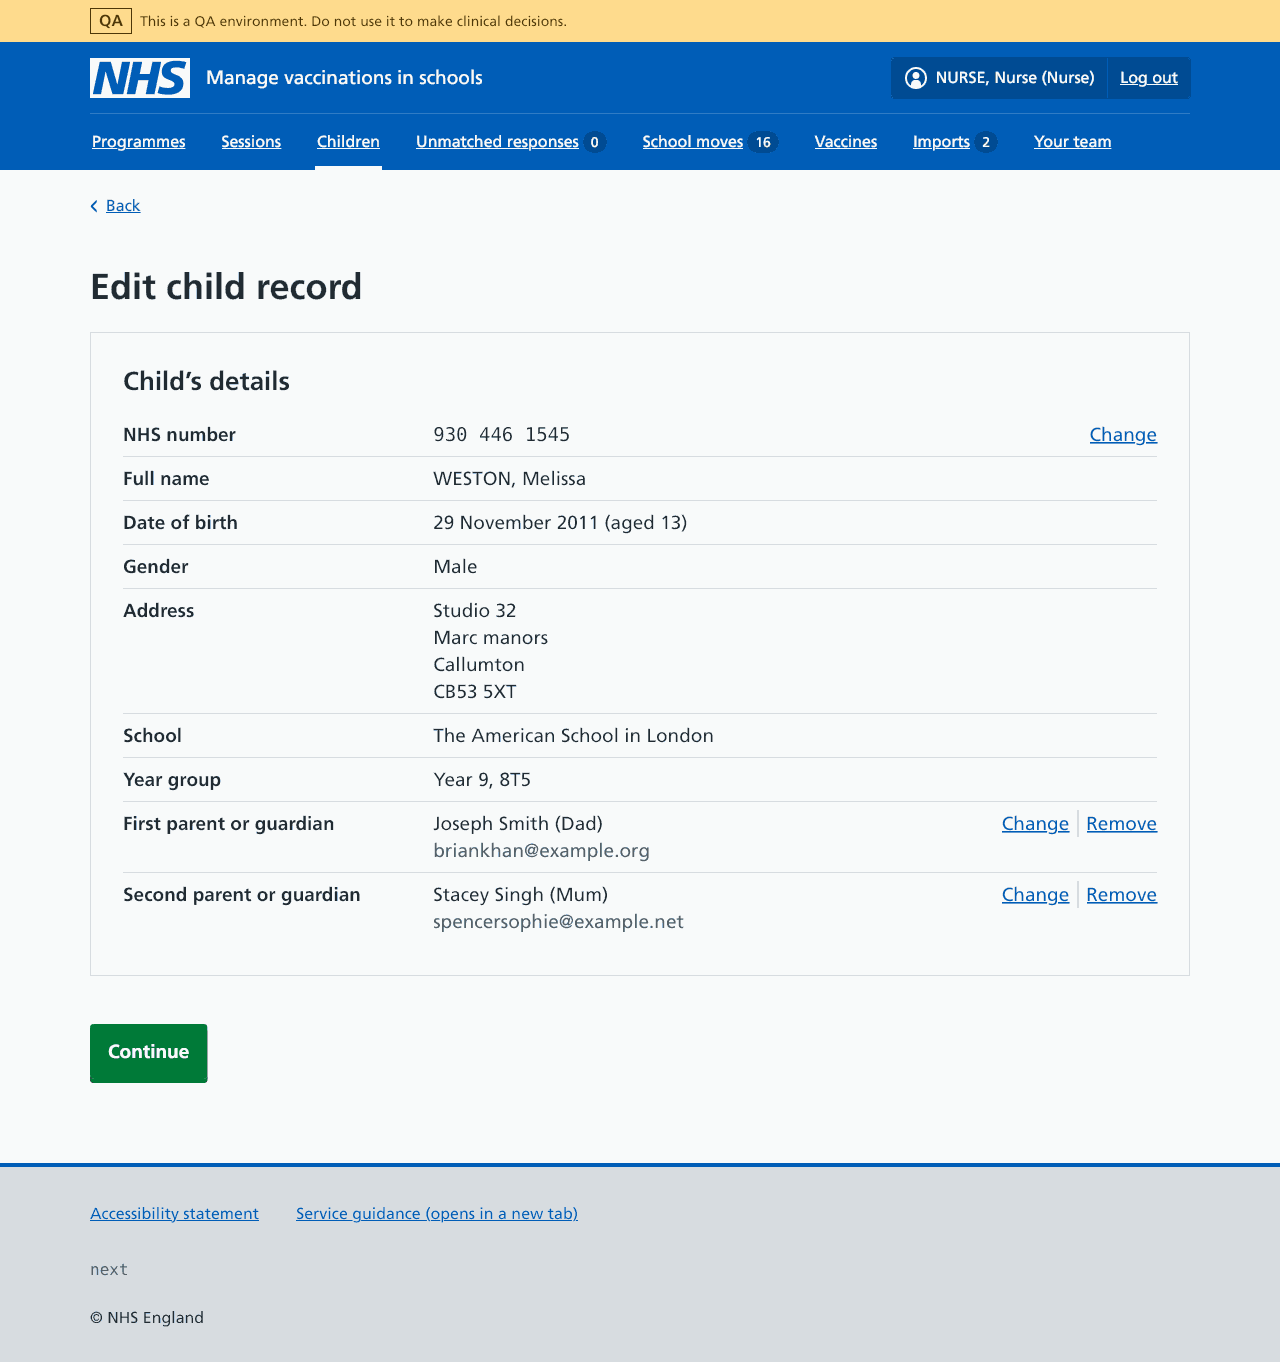 QA This is a QA environment. Do not use it to make clinical decisions.
NHS Manage vaccinations in schools NURSE, Nurse (Nurse) Log out
Programmes Sessions Children Unmatched responses 0 School moves 16 Vaccines Imports 2 Your team
Back
Edit child record
Child’s details
NHS number 930 446 1545 Change
Full name WESTON, Melissa
Date of birth 29 November 2011 (aged 13)
Gender Male
Address Studio 32
Marc manors
Callumton
CB53 5XT
School The American School in London
Year group Year 9, 8T5
First parent or guardian Joseph Smith (Dad) Change Remove
briankhan@example.org
Second parent or guardian Stacey Singh (Mum) Change Remove
spencersophie@example.net
Continue
Accessibility statement Service guidance (opens in a new tab)
next
© NHS England